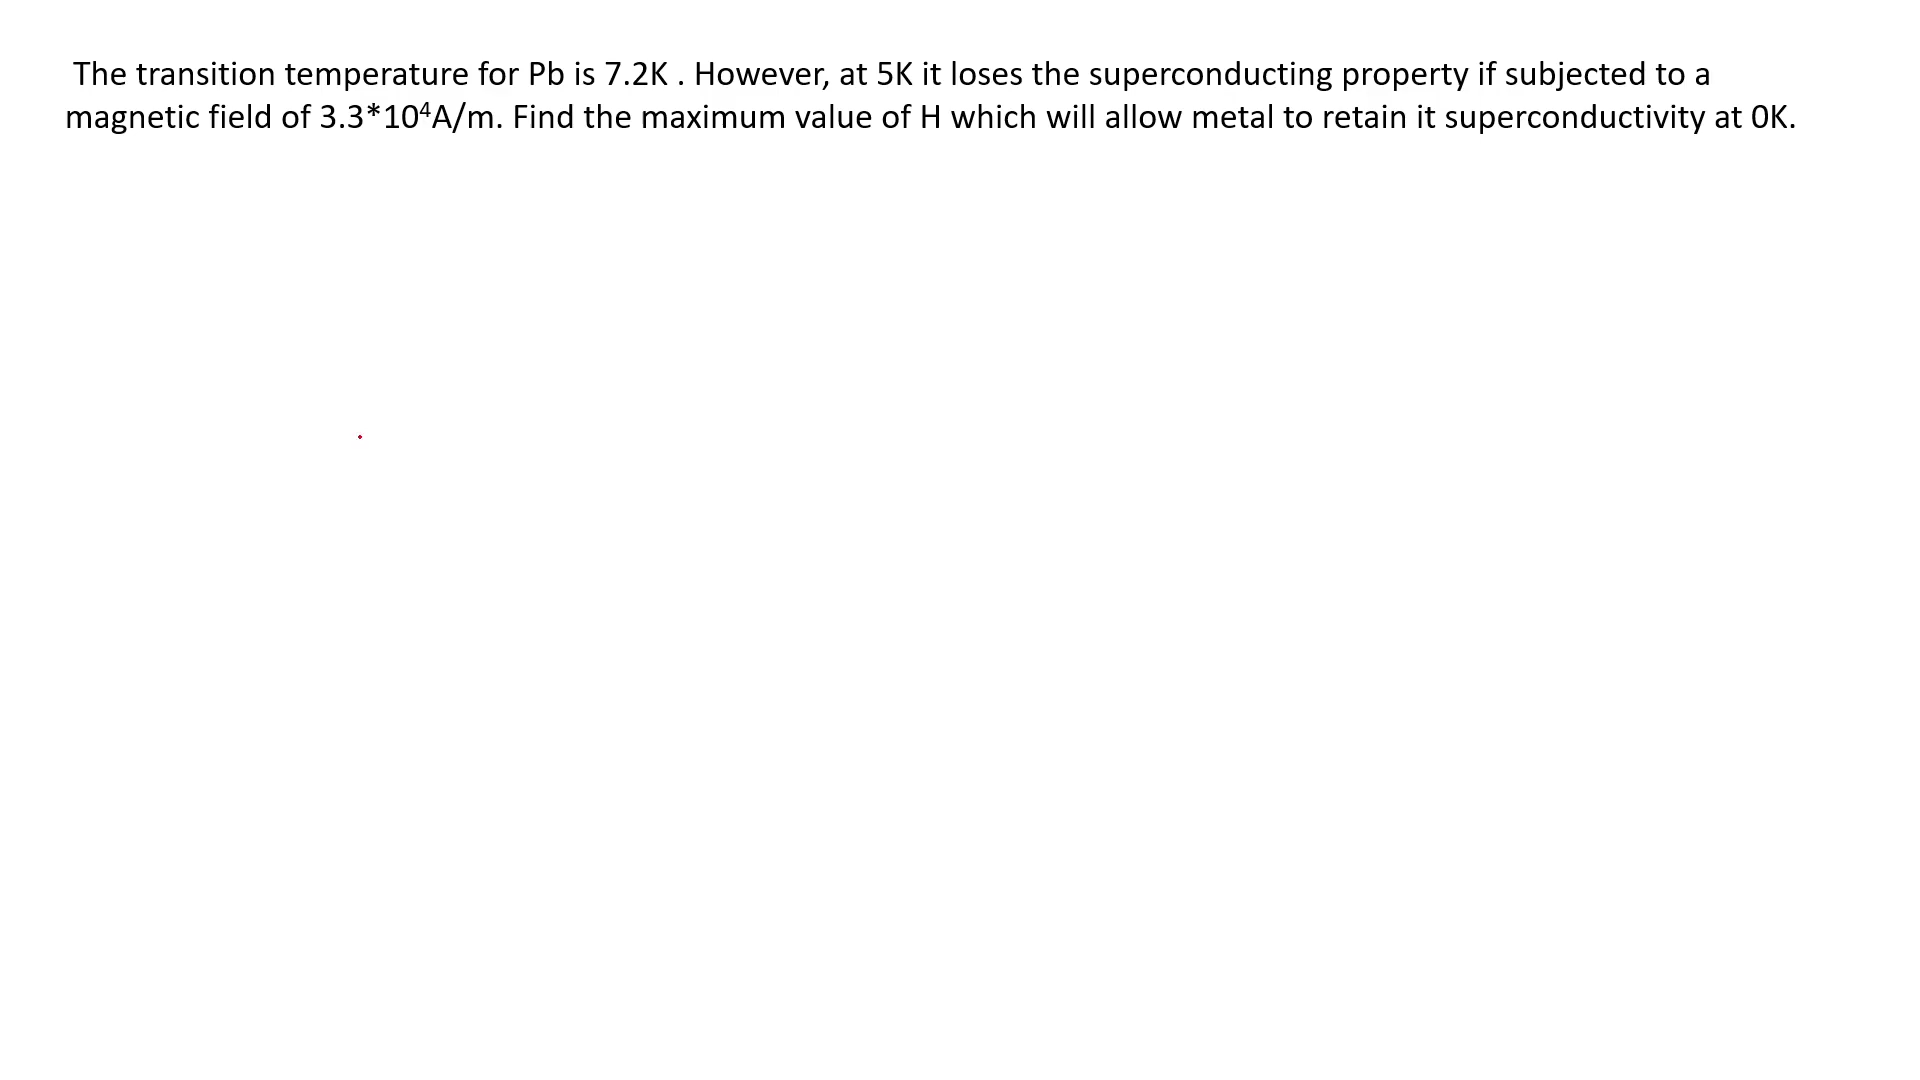 The transition temperature for Pb is 7.2K . However, at 5K it loses the superconducting property if subjected to a
magnetic field of 3.3*10⁴A/m. Find the maximum value of H which will allow metal to retain it superconductivity at 0K.